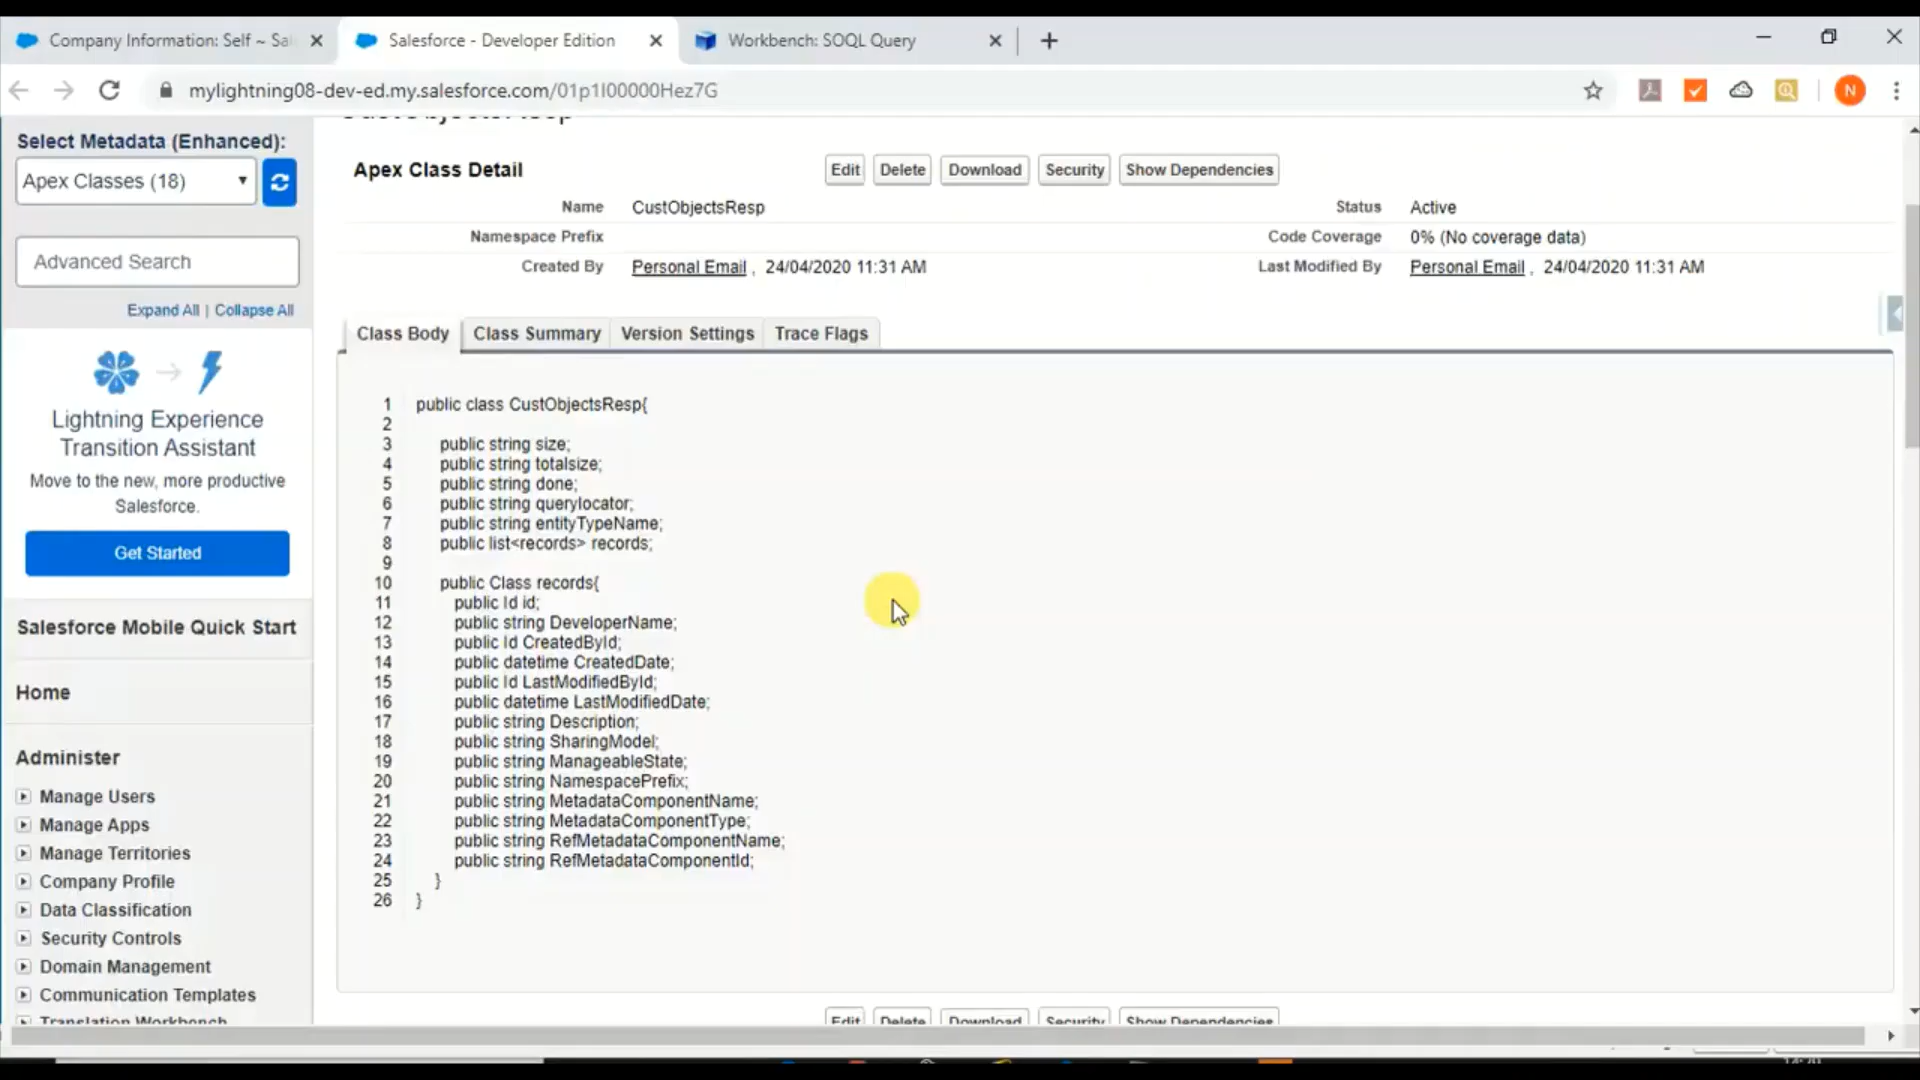 Company Information: Self ~ Sa
Salesforce - Developer Edition
Workbench: SOQL Query
mylightning08-dev-ed.my.salesforce.com/01p1I00000Hez7G
N
Select Metadata (Enhanced):
Apex Classes (18)
Advanced Search
Expand All | Collapse All
Lightning Experience
Transition Assistant
Move to the new, more productive
Salesforce.
Get Started
Salesforce Mobile Quick Start
Home
Administer
Manage Users
Manage Apps
Manage Territories
Company Profile
Data Classification
Security Controls
Domain Management
Communication Templates
Translation Workbench
CustObjectsResp
Apex Class Detail
Edit Delete Download Security Show Dependencies
Name CustObjectsResp Status Active
Namespace Prefix Code Coverage 0% (No coverage data)
Created By Personal Email , 24/04/2020 11:31 AM Last Modified By Personal Email , 24/04/2020 11:31 AM
Class Body Class Summary Version Settings Trace Flags
1 public class CustObjectsResp{
2
3 public string size;
4 public string totalsize;
5 public string done;
6 public string querylocator;
7 public string entityTypeName;
8 public list<records> records;
9
10 public Class records{
11 public Id id;
12 public string DeveloperName;
13 public Id CreatedById;
14 public datetime CreatedDate;
15 public Id LastModifiedById;
16 public datetime LastModifiedDate;
17 public string Description;
18 public string SharingModel;
19 public string ManageableState;
20 public string NamespacePrefix;
21 public string MetadataComponentName;
22 public string MetadataComponentType;
23 public string RefMetadataComponentName;
24 public string RefMetadataComponentId;
25 }
26 }
Edit Delete Download Security Show Dependencies